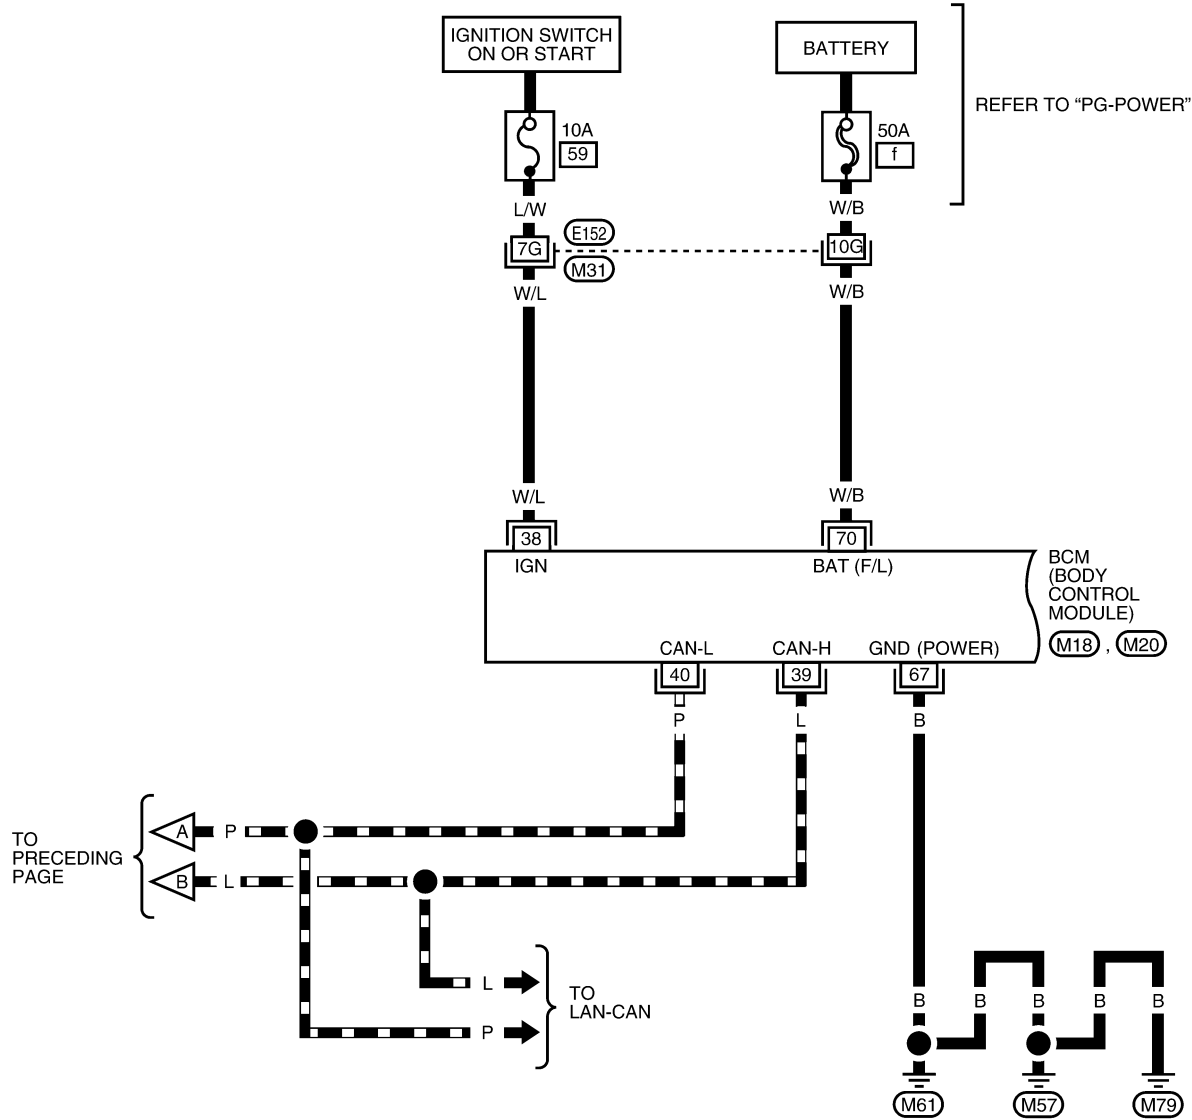 IGNITION SWITCH
ON OR START
BATTERY
REFER TO “PG-POWER”
10A
59
50A
f
L/W
W/B
7G
E152
M31
10G
W/L
W/B
W/L
W/B
38
70
IGN
BAT (F/L)
BCM
(BODY
CONTROL
MODULE)
M18 , M20
CAN-L
CAN-H
GND (POWER)
40
39
67
P
L
B
TO
PRECEDING
PAGE
A
P
B
L
L
P
TO
LAN-CAN
B
B
B
B
B
M61
M57
M79